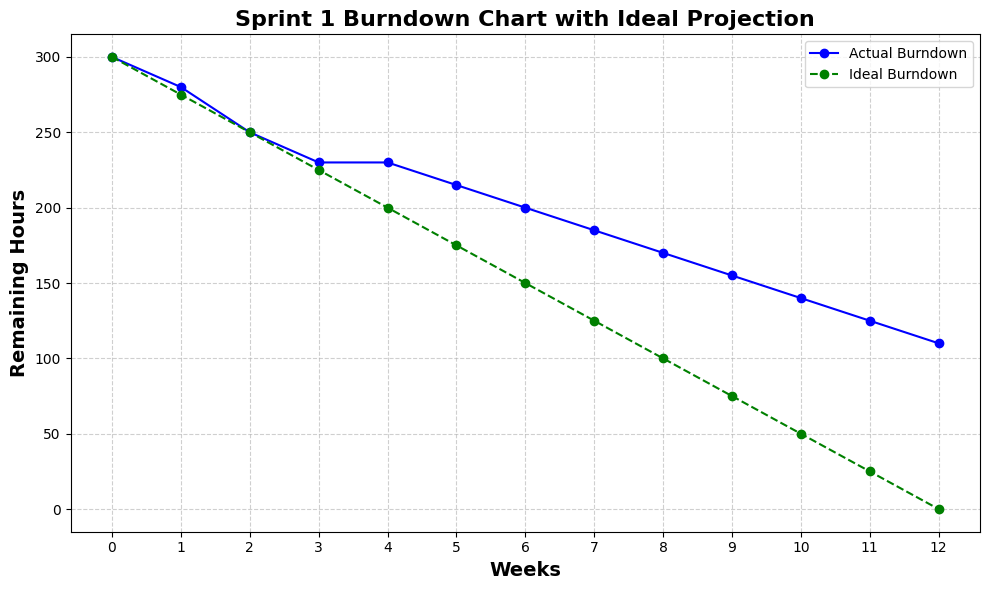 Sprint 1 Burndown Chart with Ideal Projection
Actual Burndown
Ideal Burndown
Remaining Hours
300
250
200
150
100
50
0
0 1 2 3 4 5 6 7 8 9 10 11 12
Weeks